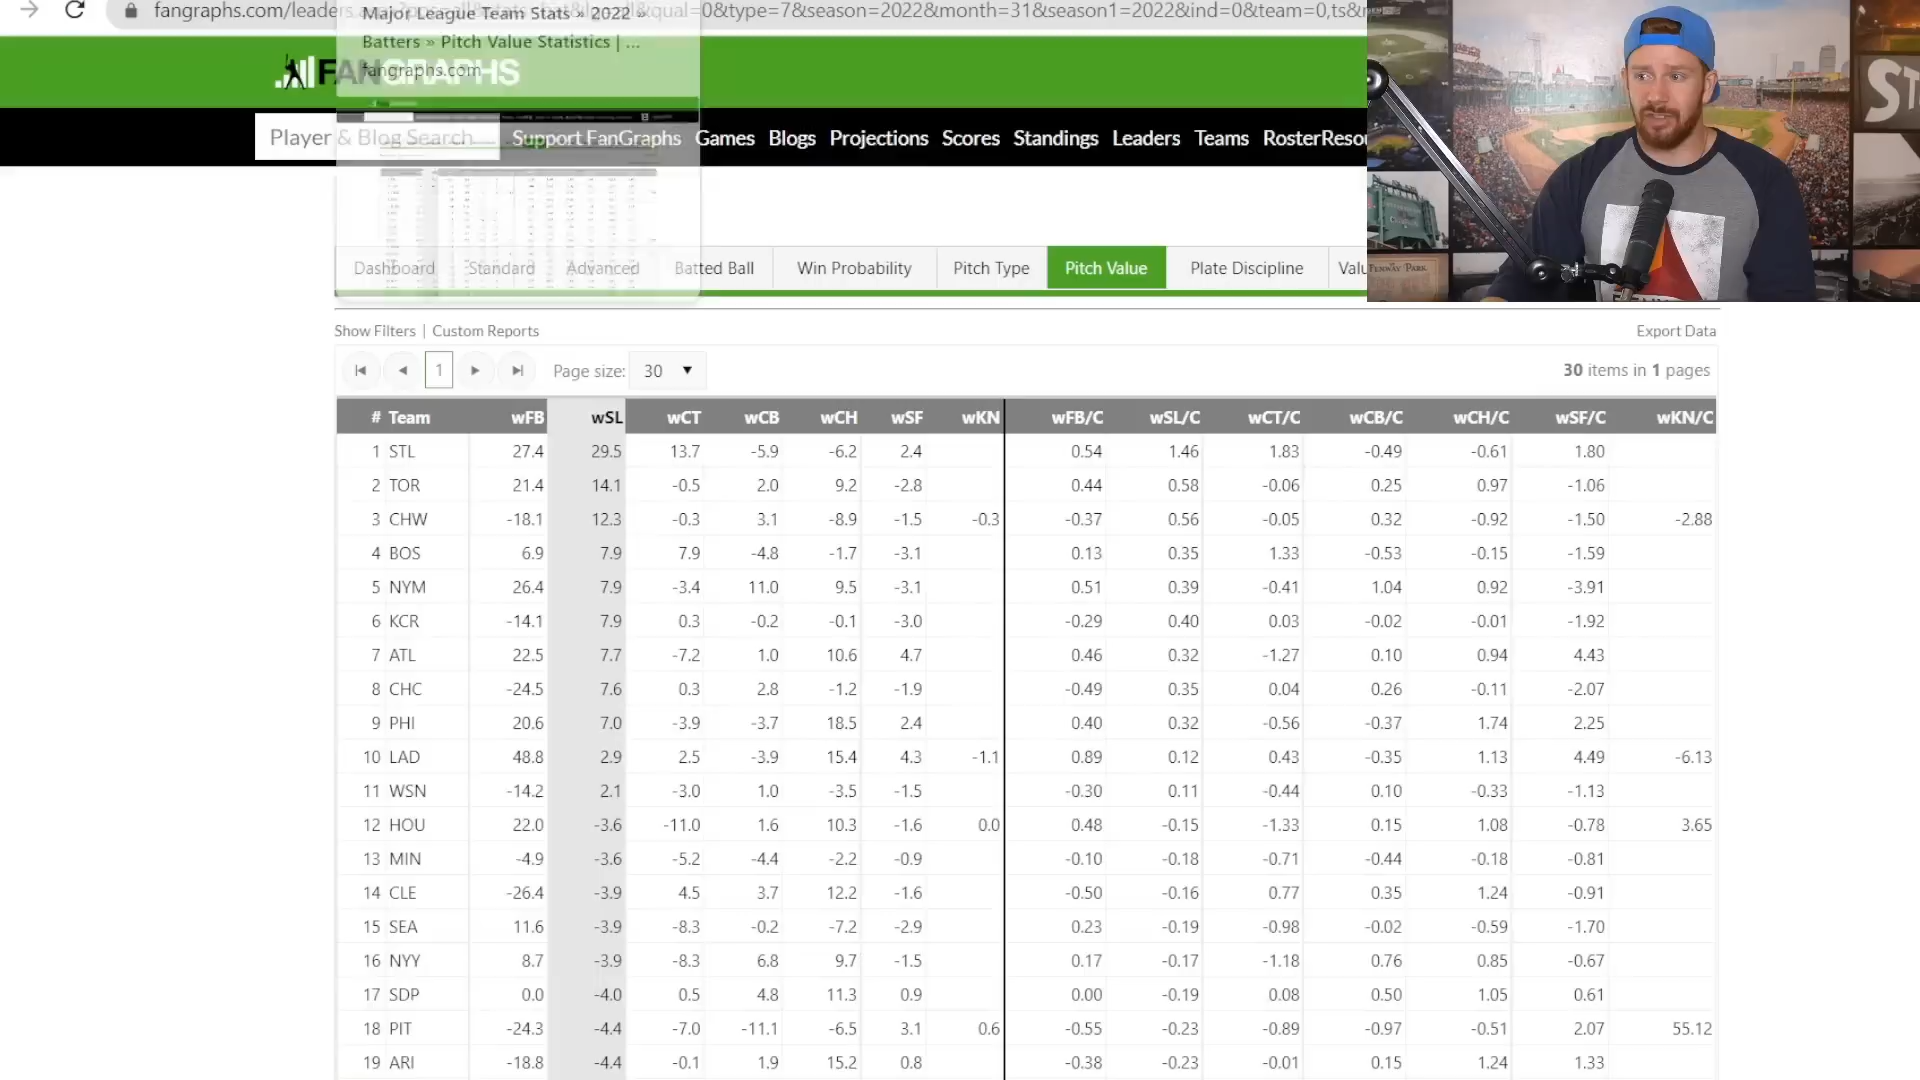 fangraphs.com/leaders
Major League Team Stats » 2022 »
ll&qual=0&type=7&season=2022&month=31&season1=2022&ind=0&team=0,ts&r
Batters » Pitch Value Statistics | ...
fangraphs.com
FANGRAPHS
Player & Blog Search Support FanGraphs Games Blogs Projections Scores Standings Leaders Teams RosterResou
Dashboard Standard Advanced Batted Ball Win Probability Pitch Type Pitch Value Plate Discipline Valu
FENWAY PARK
ST
Show Filters | Custom Reports Export Data
1 Page size: 30 30 items in 1 pages
# Team wFB wSL wCT wCB wCH wSF wKN wFB/C wSL/C wCT/C wCB/C wCH/C wSF/C wKN/C
1 STL 27.4 29.5 13.7 -5.9 -6.2 2.4 0.54 1.46 1.83 -0.49 -0.61 1.80
2 TOR 21.4 14.1 -0.5 2.0 9.2 -2.8 0.44 0.58 -0.06 0.25 0.97 -1.06
3 CHW -18.1 12.3 -0.3 3.1 -8.9 -1.5 -0.3 -0.37 0.56 -0.05 0.32 -0.92 -1.50 -2.88
4 BOS 6.9 7.9 7.9 -4.8 -1.7 -3.1 0.13 0.35 1.33 -0.53 -0.15 -1.59
5 NYM 26.4 7.9 -3.4 11.0 9.5 -3.1 0.51 0.39 -0.41 1.04 0.92 -3.91
6 KCR -14.1 7.9 0.3 -0.2 -0.1 -3.0 -0.29 0.40 0.03 -0.02 -0.01 -1.92
7 ATL 22.5 7.7 -7.2 1.0 10.6 4.7 0.46 0.32 -1.27 0.10 0.94 4.43
8 CHC -24.5 7.6 0.3 2.8 -1.2 -1.9 -0.49 0.35 0.04 0.26 -0.11 -2.07
9 PHI 20.6 7.0 -3.9 -3.7 18.5 2.4 0.40 0.32 -0.56 -0.37 1.74 2.25
10 LAD 48.8 2.9 2.5 -3.9 15.4 4.3 -1.1 0.89 0.12 0.43 -0.35 1.13 4.49 -6.13
11 WSN -14.2 2.1 -3.0 1.0 -3.5 -1.5 -0.30 0.11 -0.44 0.10 -0.33 -1.13
12 HOU 22.0 -3.6 -11.0 1.6 10.3 -1.6 0.0 0.48 -0.15 -1.33 0.15 1.08 -0.78 3.65
13 MIN -4.9 -3.6 -5.2 -4.4 -2.2 -0.9 -0.10 -0.18 -0.71 -0.44 -0.18 -0.81
14 CLE -26.4 -3.9 4.5 3.7 12.2 -1.6 -0.50 -0.16 0.77 0.35 1.24 -0.91
15 SEA 11.6 -3.9 -8.3 -0.2 -7.2 -2.9 0.23 -0.19 -0.98 -0.02 -0.59 -1.70
16 NYY 8.7 -3.9 -8.3 6.8 9.7 -1.5 0.17 -0.17 -1.18 0.76 0.85 -0.67
17 SDP 0.0 -4.0 0.5 4.8 11.3 0.9 0.00 -0.19 0.08 0.50 1.05 0.61
18 PIT -24.3 -4.4 -7.0 -11.1 -6.5 3.1 0.6 -0.55 -0.23 -0.89 -0.97 -0.51 2.07 55.12
19 ARI -18.8 -4.4 -0.1 1.9 15.2 0.8 -0.38 -0.23 -0.01 0.15 1.24 1.33